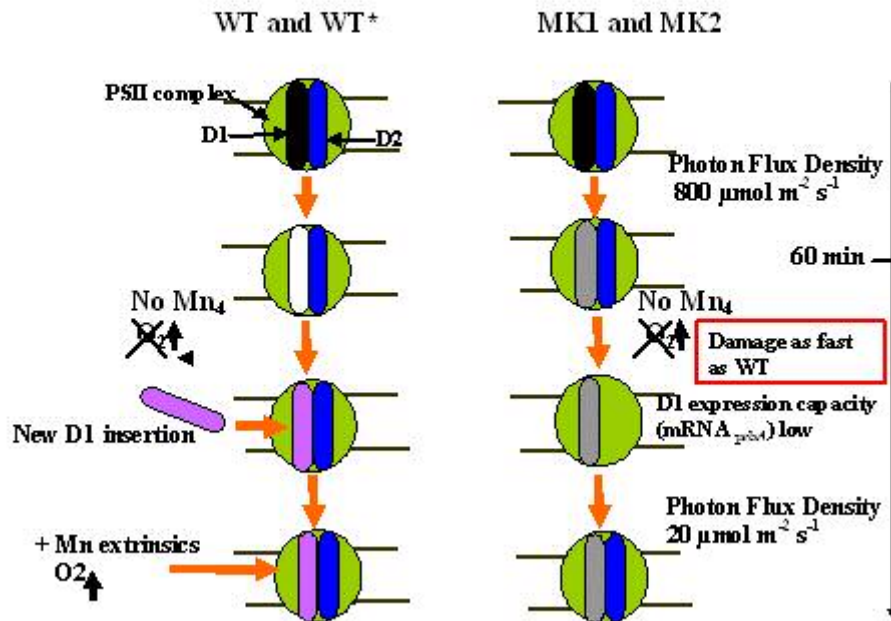 WT and WT*
MK1 and MK2
PSII complex
D1
D2
Photon Flux Density
800 µmol m⁻² s⁻¹
60 min
No Mn₄
No Mn₄
Damage as fast
as WT
New D1 insertion
D1 expression capacity
(mRNA psbA) low
Photon Flux Density
20 µmol m⁻² s⁻¹
+ Mn extrinsics
O2